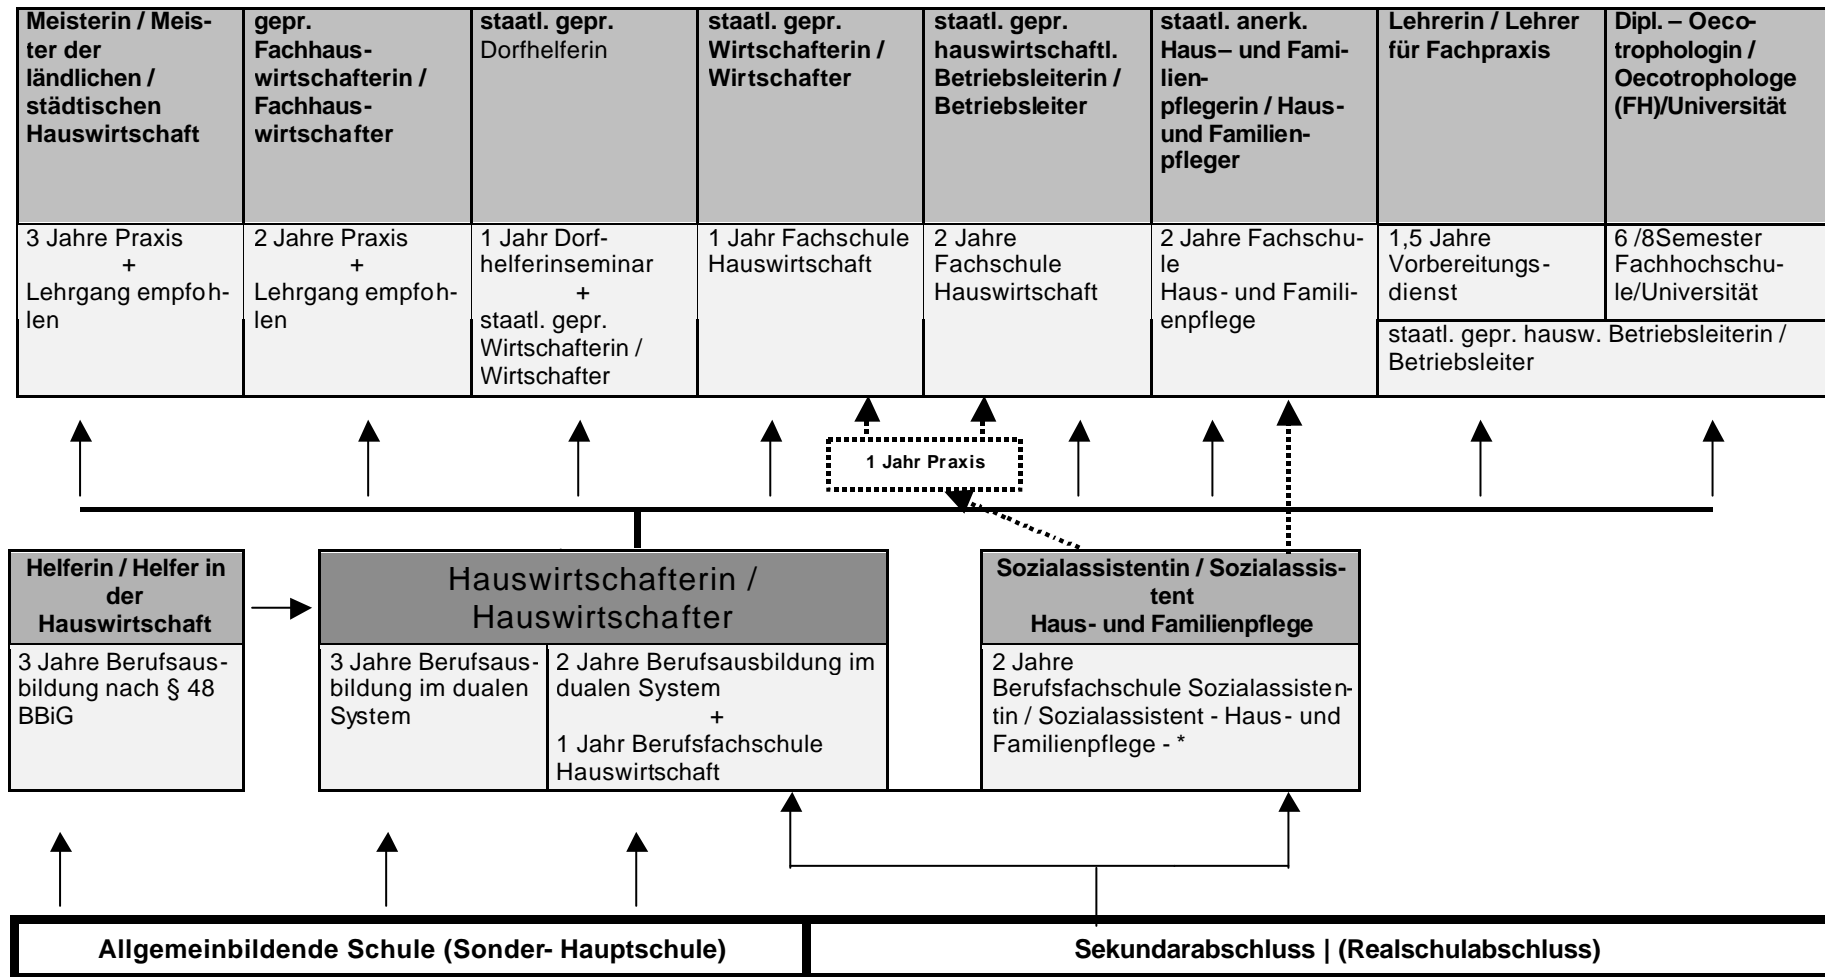 Meisterin / Meis-
ter der
ländlichen /
städtischen
Hauswirtschaft
gepr.
Fachhaus-
wirtschafterin /
Fachhaus-
wirtschafter
staatl. gepr.
Dorfhelferin
staatl. gepr.
Wirtschafterin /
Wirtschafter
staatl. gepr.
hauswirtschaftl.
Betriebsleiterin /
Betriebsleiter
staatl. anerk.
Haus– und Fami-
lien-
pflegerin / Haus-
und Familien-
pfleger
Lehrerin / Lehrer
für Fachpraxis
Dipl. – Oeco-
trophologin /
Oecotrophologe
(FH)/Universität
3 Jahre Praxis
+
Lehrgang empfoh-
len
2 Jahre Praxis
+
Lehrgang empfoh-
len
1 Jahr Dorf-
helferinseminar
+
staatl. gepr.
Wirtschafterin /
Wirtschafter
1 Jahr Fachschule
Hauswirtschaft
2 Jahre
Fachschule
Hauswirtschaft
2 Jahre Fachschu-
le
Haus- und Famili-
enpflege
1,5 Jahre
Vorbereitungs-
dienst
6 /8Semester
Fachhochschu-
le/Universität
staatl. gepr. hausw. Betriebsleiterin /
Betriebsleiter
1 Jahr Praxis
Helferin / Helfer in
der
Hauswirtschaft
3 Jahre Berufsaus-
bildung nach § 48
BBiG
Hauswirtschafterin /
Hauswirtschafter
3 Jahre Berufsaus-
bildung im dualen
System
2 Jahre Berufsausbildung im
dualen System
+
1 Jahr Berufsfachschule
Hauswirtschaft
Sozialassistentin / Sozialassis-
tent
Haus- und Familienpflege
2 Jahre
Berufsfachschule Sozialassisten-
tin / Sozialassistent - Haus- und
Familienpflege - *
Allgemeinbildende Schule (Sonder- Hauptschule)
Sekundarabschluss | (Realschulabschluss)